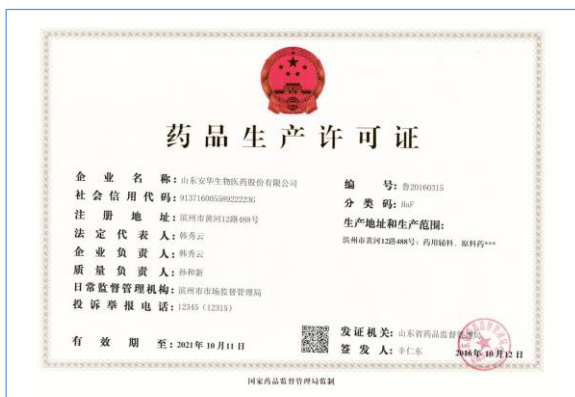 药品生产许可证
企业名称：山东安华生物医药股份有限公司
社会信用代码：91371600558922223G
注册地址：滨州市黄河12路488号
法定代表人：韩秀云
企业负责人：韩秀云
质量负责人：孙和新
日常监督管理机构：滨州市市场监督管理局
投诉举报电话：12345（12315）
有效期至：2021年10月11日
编号：鲁20160315
分类码：HaF
生产地址和生产范围：
滨州市黄河12路488号：药用辅料、原料药***
发证机关：山东省药品监督管理局
签发人：辛仁东
2016年10月12日
国家药品监督管理局监制